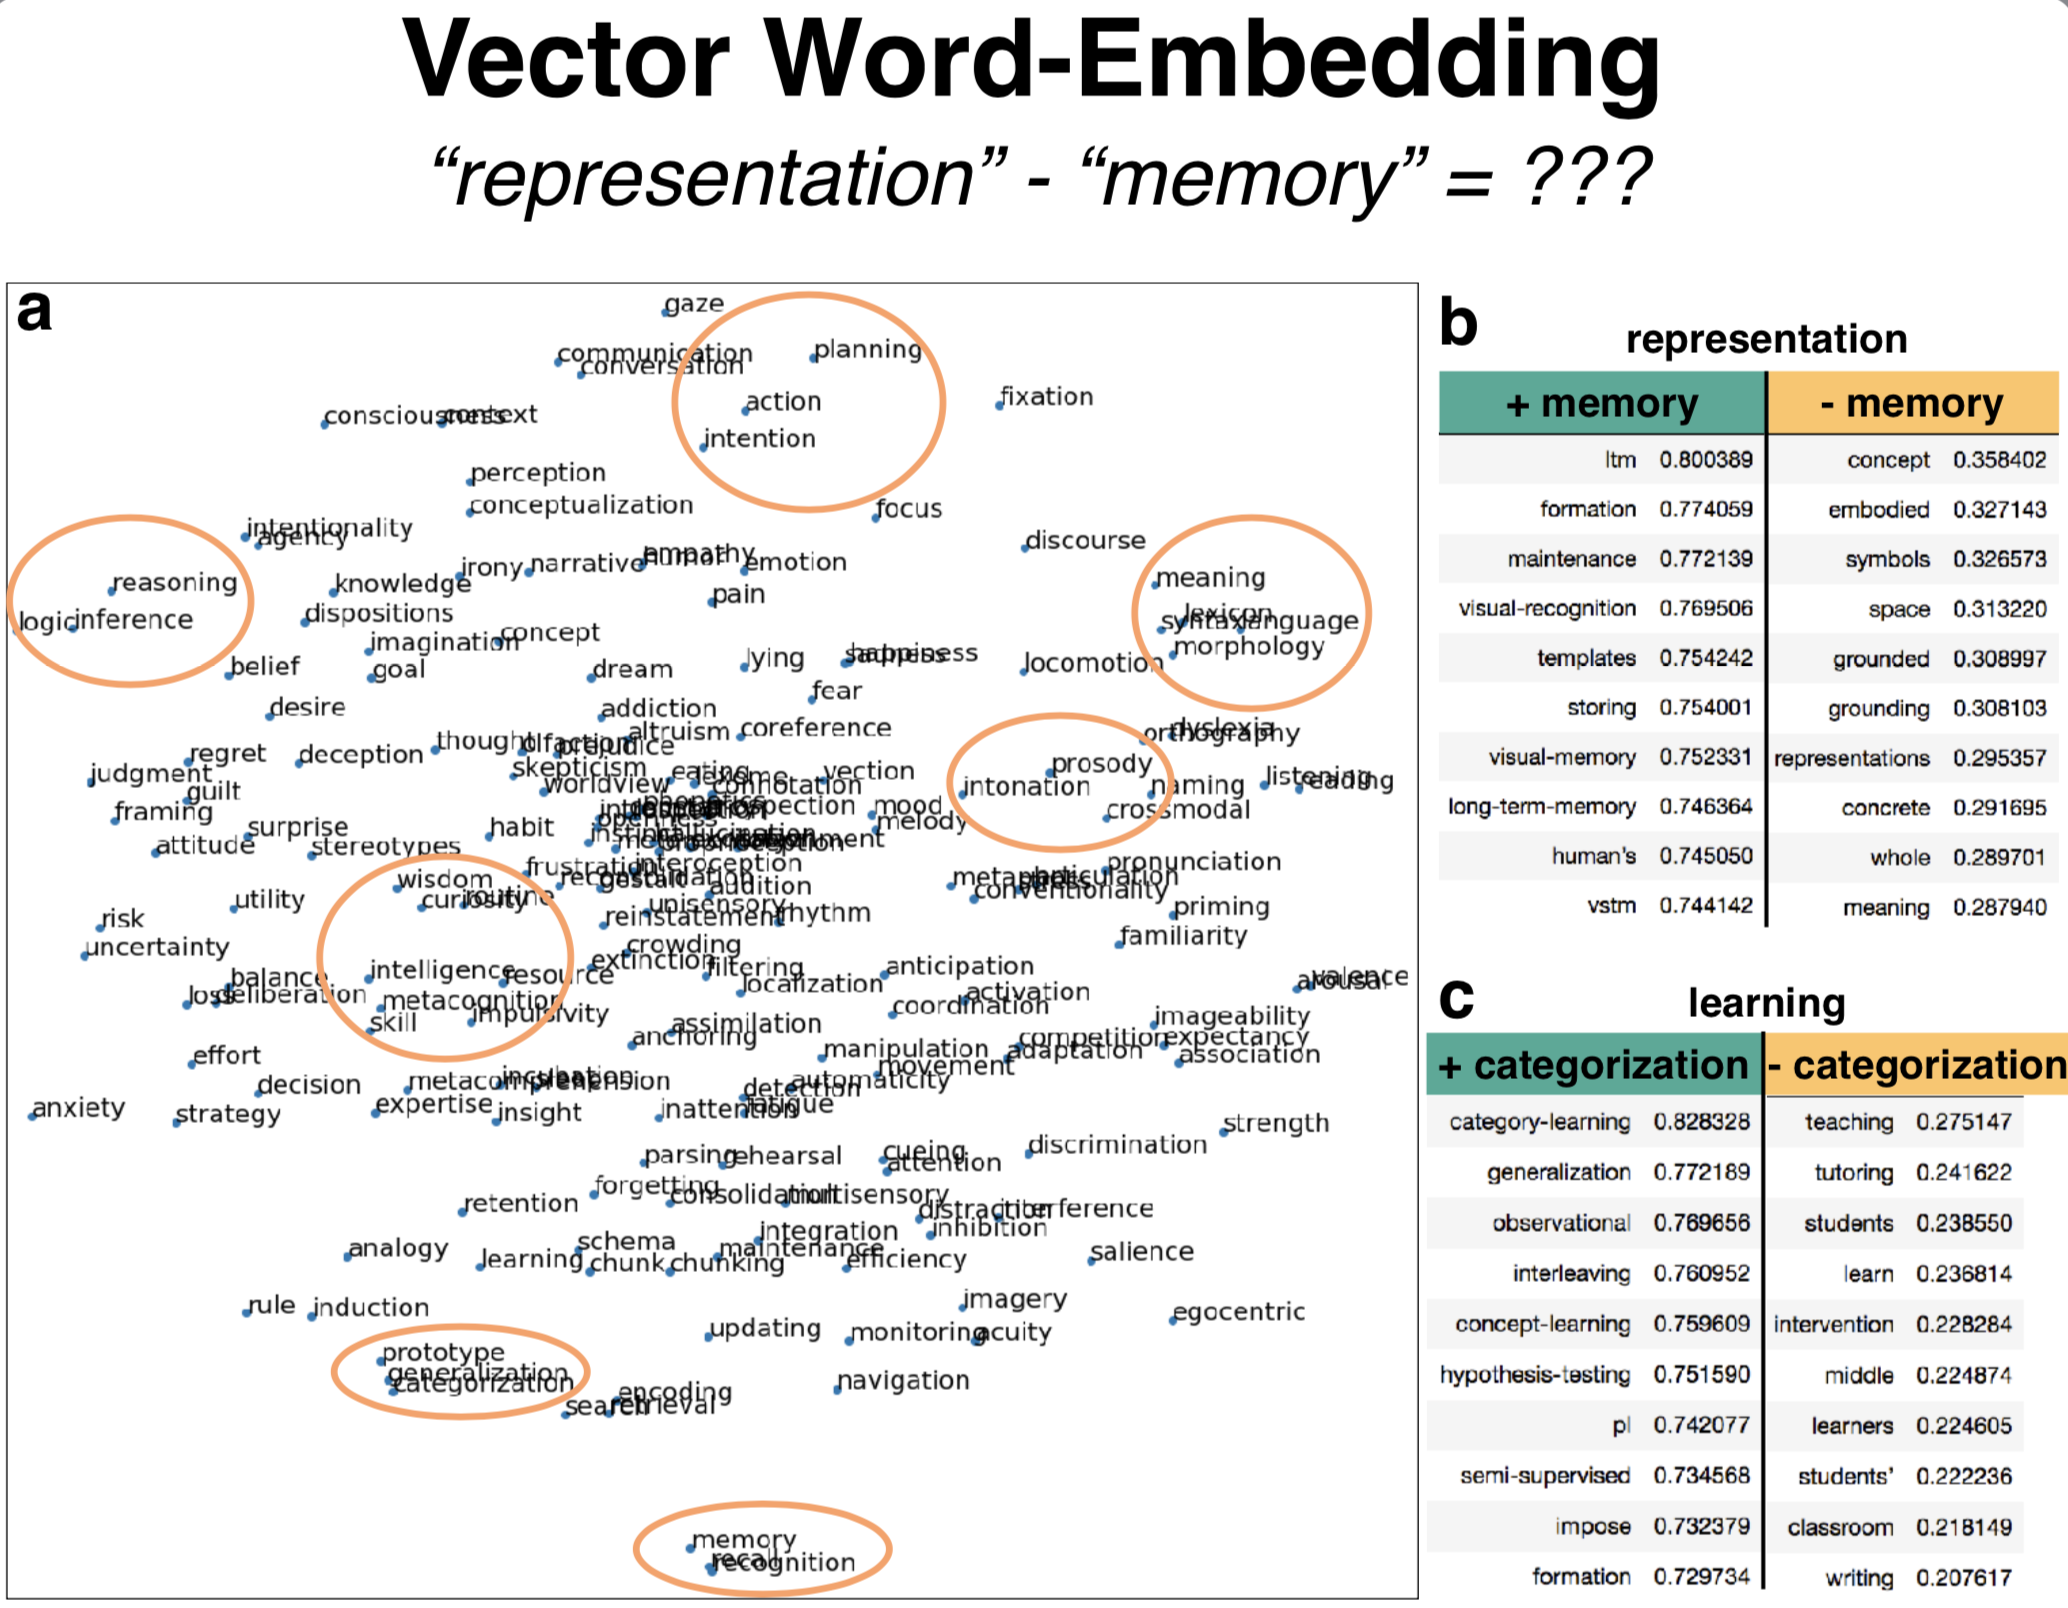 Vector Word-Embedding
“representation” - “memory” = ???
a
gaze
planning
communication
conversation
action
fixation
consciousness
context
intention
perception
conceptualization
focus
intentionality
agency
discourse
empathy
humor
irony
narrative
emotion
meaning
reasoning
knowledge
pain
logic
inference
dispositions
lexicon
syntax
language
imagination
concept
morphology
belief
goal
dream
lying
sadness
happiness
locomotion
fear
desire
addiction
altruism
coreference
dyslexia
orthography
thought
olfaction
prejudice
regret
deception
prosody
judgment
skepticism
eating
lexome
vection
guilt
worldview
connotation
intonation
naming
listening
reading
framing
phonetics
mood
crossmodal
surprise
habit
openness
melody
attitude
stereotypes
hallucination
frustration
interoception
pronunciation
wisdom
gestalt
audition
metaphor
articulation
utility
curiosity
routine
unisensory
conventionality
risk
reinstatement
rhythm
priming
uncertainty
crowding
familiarity
balance
intelligence
resource
extinction
filtering
anticipation
valence
arousal
loss
deliberation
metacognition
localization
activation
skill
impulsivity
assimilation
coordination
imageability
effort
anchoring
manipulation
competition
expectancy
adaptation
association
movement
decision
metacomprehension
incubation
detection
automaticity
anxiety
strategy
expertise
insight
inattention
fatigue
strength
parsing
rehearsal
cueing
attention
discrimination
forgetting
retention
consolidation
multisensory
distraction
interference
inhibition
analogy
learning
schema
integration
maintenance
efficiency
salience
chunk
chunking
rule
induction
imagery
egocentric
updating
monitoring
acuity
prototype
generalization
categorization
navigation
encoding
search
retrieval
memory
recall
recognition
b
representation
+ memory - memory
ltm 0.800389 concept 0.358402
formation 0.774059 embodied 0.327143
maintenance 0.772139 symbols 0.326573
visual-recognition 0.769506 space 0.313220
templates 0.754242 grounded 0.308997
storing 0.754001 grounding 0.308103
visual-memory 0.752331 representations 0.295357
long-term-memory 0.746364 concrete 0.291695
human's 0.745050 whole 0.289701
vstm 0.744142 meaning 0.287940
c
learning
+ categorization - categorization
category-learning 0.828328 teaching 0.275147
generalization 0.772189 tutoring 0.241622
observational 0.769656 students 0.238550
interleaving 0.760952 learn 0.236814
concept-learning 0.759609 intervention 0.228284
hypothesis-testing 0.751590 middle 0.224874
pl 0.742077 learners 0.224605
semi-supervised 0.734568 students' 0.222236
impose 0.732379 classroom 0.218149
formation 0.729734 writing 0.207617